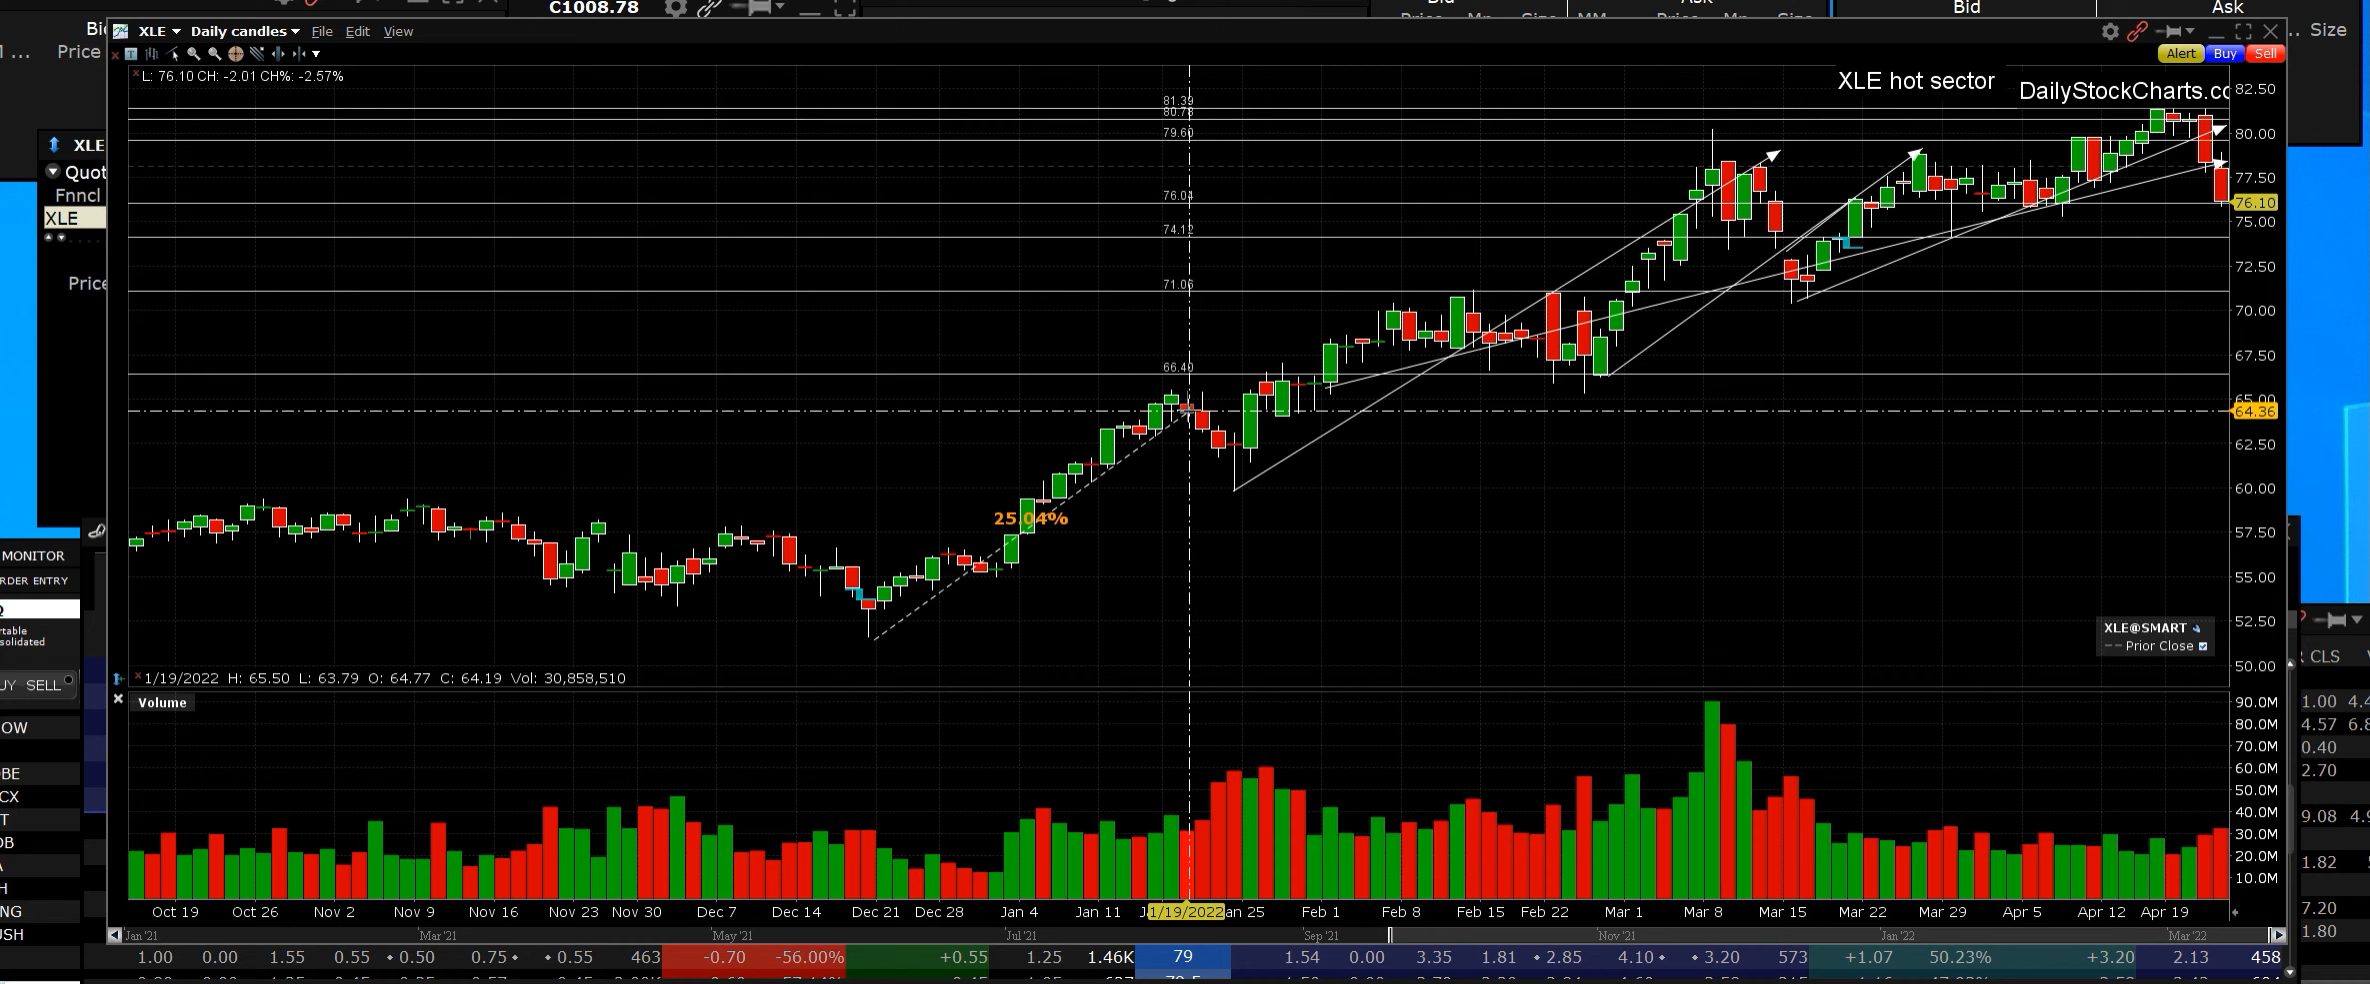 C1008.78
Bid
Ask
Size
Price
XLE Daily candles File Edit View
Alert Buy Sell
L: 76.10 CH: -2.01 CH%: -2.57%
XLE hot sector
DailyStockCharts.co
XLE
Quot
Fnncl
XLE
Price
81.39
80.78
79.60
76.04
74.12
71.06
66.40
82.50
80.00
77.50
76.10
75.00
72.50
70.00
67.50
65.00
64.36
62.50
60.00
57.50
55.00
52.50
50.00
25.04%
XLE@SMART
Prior Close
1/19/2022 H: 65.50 L: 63.79 O: 64.77 C: 64.19 Vol: 30,858,510
Volume
90.0M
80.0M
70.0M
60.0M
50.0M
40.0M
30.0M
20.0M
10.0M
Oct 19 Oct 26 Nov 2 Nov 9 Nov 16 Nov 23 Nov 30 Dec 7 Dec 14 Dec 21 Dec 28 Jan 4 Jan 11 1/19/2022 an 25 Feb 1 Feb 8 Feb 15 Feb 22 Mar 1 Mar 8 Mar 15 Mar 22 Mar 29 Apr 5 Apr 12 Apr 19
Jan '21 Mar '21 May '21 Jul '21 Sep '21 Nov '21 Jan '22 Mar '22
1.00 0.00 1.55 0.55 0.50 0.75 0.55 463 -0.70 -56.00% +0.55 1.25 1.46K 79 1.54 0.00 3.35 1.81 2.85 4.10 3.20 573 +1.07 50.23% +3.20 2.13 458
MONITOR
RDER ENTRY
rtable
solidated
UY SELL
OW
BE
CX
T
OB
A
H
NG
USH
CLS
1.00 4.4
4.57 6.8
0.40
2.70
9.08 4.9
1.82
7.20
1.80